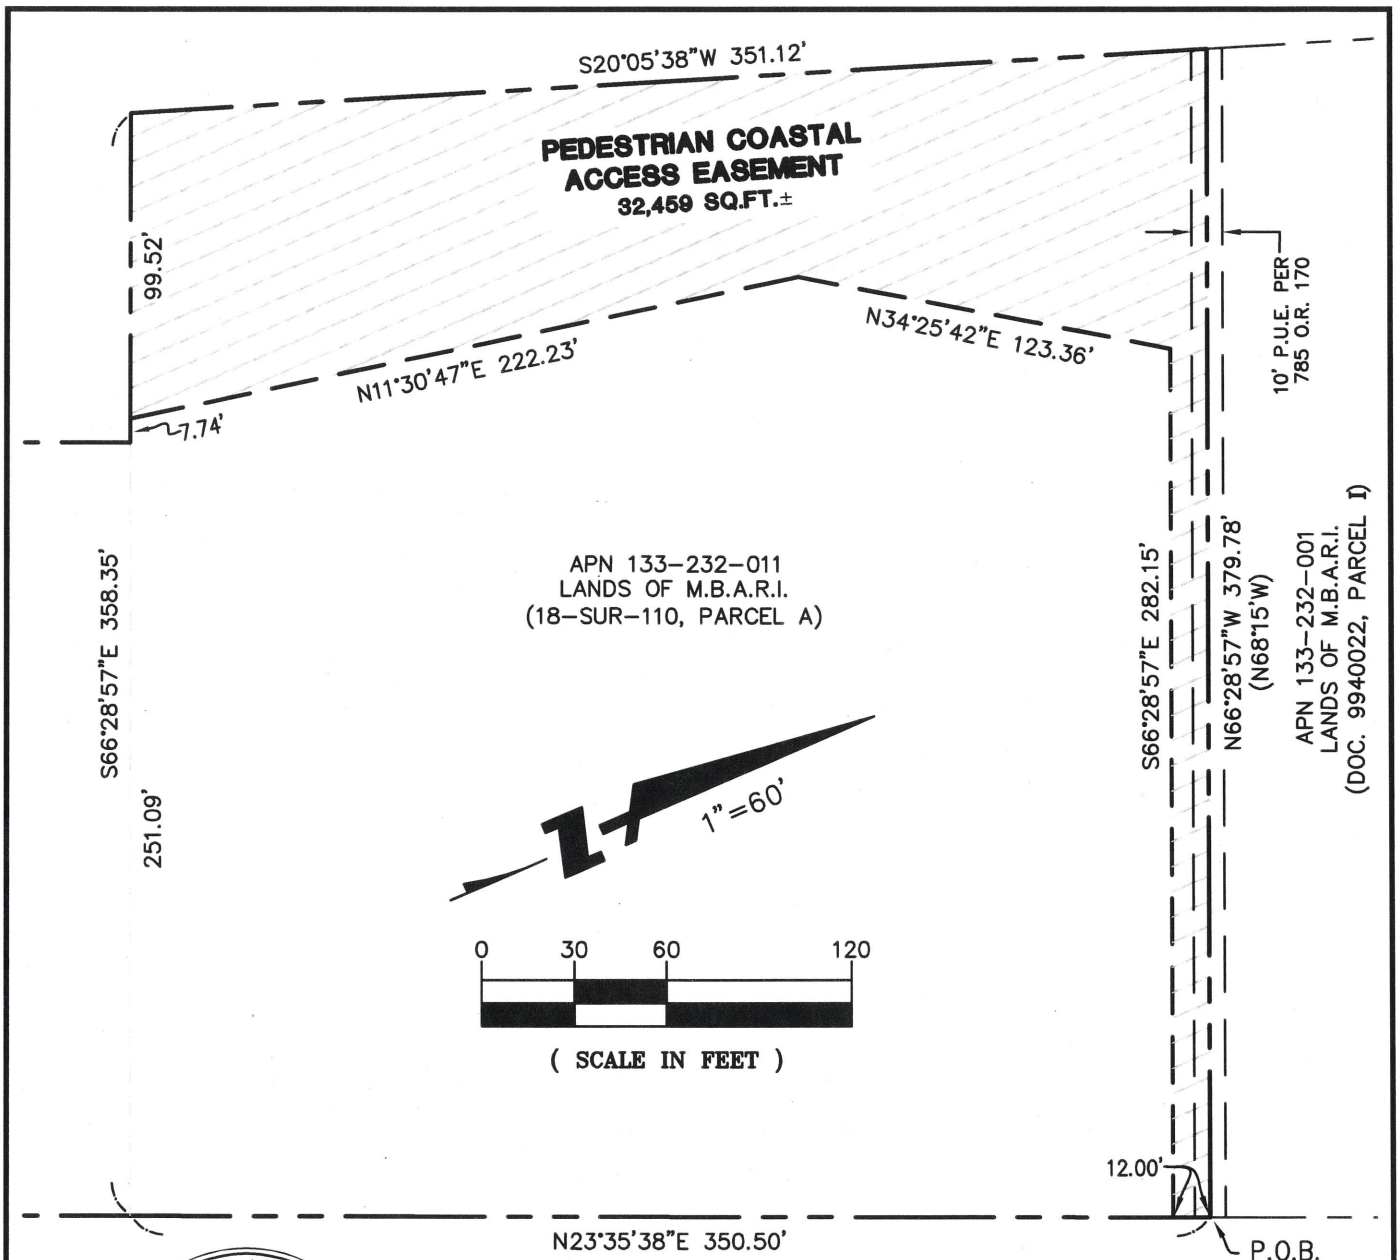 S20°05'38"W 351.12'
PEDESTRIAN COASTAL
ACCESS EASEMENT
32,459 SQ.FT.±
99.52'
10' P.U.E. PER
785 O.R. 170
N34°25'42"E 123.36'
N11°30'47"E 222.23'
7.74'
APN 133-232-011
LANDS OF M.B.A.R.I.
(18-SUR-110, PARCEL A)
S66°28'57"E 358.35'
S66°28'57"E 282.15'
N66°28'57"W 379.78'
(N68°15'W)
APN 133-232-001
LANDS OF M.B.A.R.I.
(DOC. 9940022, PARCEL I)
251.09'
N
1"=60'
0 30 60 120
( SCALE IN FEET )
12.00'
N23°35'38"E 350.50'
P.O.B.